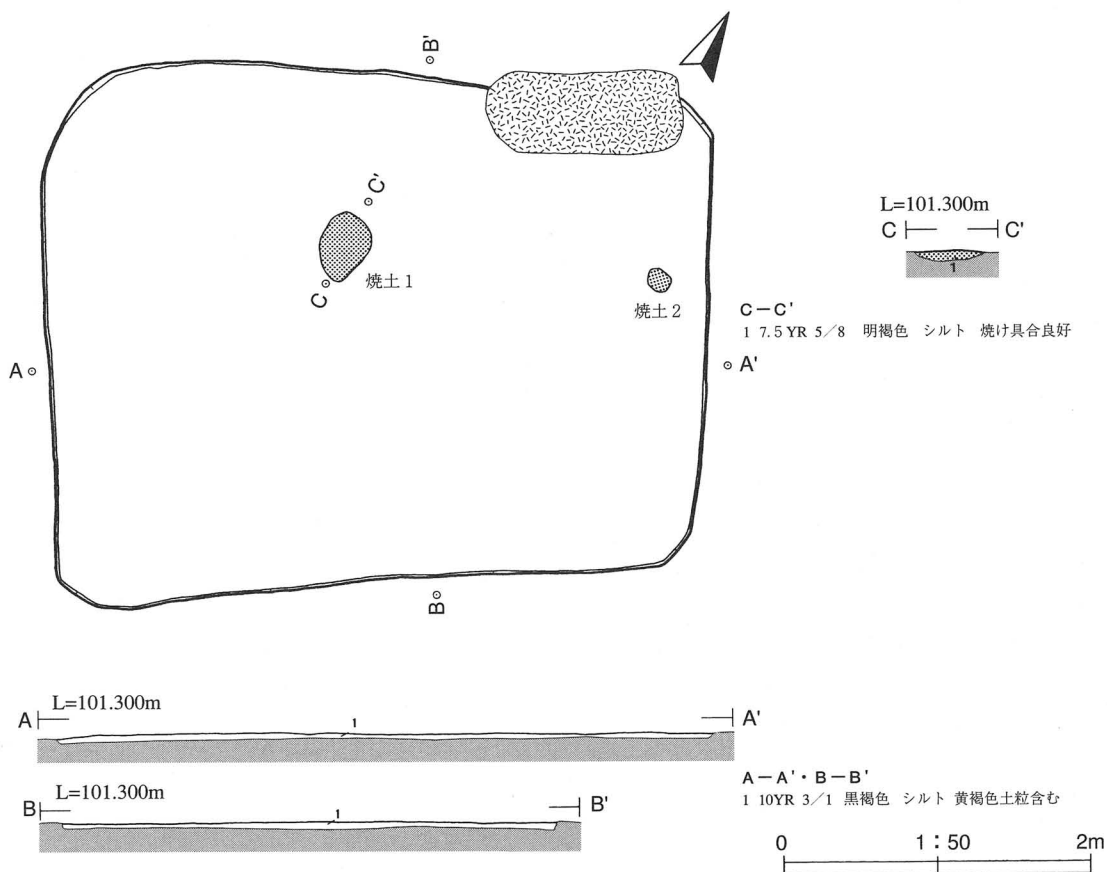 B'
C'
C
焼土1
焼土2
A
A'
B
L=101.300m
C C'
1
C－C'
1 7.5YR 5／8 明褐色 シルト 焼け具合良好
L=101.300m
A A'
1
L=101.300m
B B'
1
A－A'・B－B'
1 10YR 3／1 黒褐色 シルト 黄褐色土粒含む
0 1：50 2m